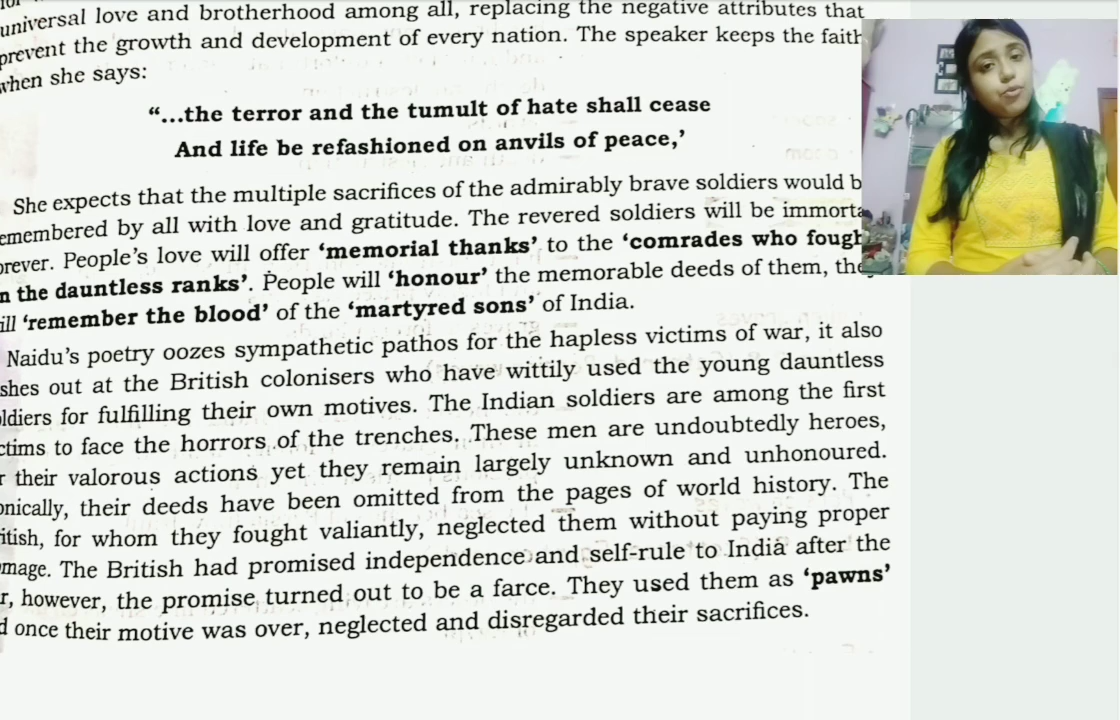 universal love and brotherhood among all, replacing the negative attributes that
prevent the growth and development of every nation. The speaker keeps the faith
when she says:
“...the terror and the tumult of hate shall cease
And life be refashioned on anvils of peace,’
She expects that the multiple sacrifices of the admirably brave soldiers would b
emembered by all with love and gratitude. The revered soldiers will be immorta
orever. People’s love will offer ‘memorial thanks’ to the ‘comrades who fough
n the dauntless ranks’. People will ‘honour’ the memorable deeds of them, they
ill ‘remember the blood’ of the ‘martyred sons’ of India.
Naidu’s poetry oozes sympathetic pathos for the hapless victims of war, it also
shes out at the British colonisers who have wittily used the young dauntless
oldiers for fulfilling their own motives. The Indian soldiers are among the first
ctims to face the horrors of the trenches. These men are undoubtedly heroes,
r their valorous actions yet they remain largely unknown and unhonoured.
onically, their deeds have been omitted from the pages of world history. The
itish, for whom they fought valiantly, neglected them without paying proper
mage. The British had promised independence and self-rule to India after the
r, however, the promise turned out to be a farce. They used them as ‘pawns’
d once their motive was over, neglected and disregarded their sacrifices.